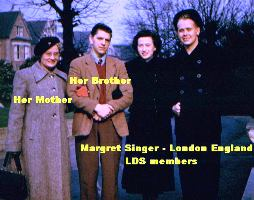 Her Brother
Her Mother
Margret Singer - London England
LDS members